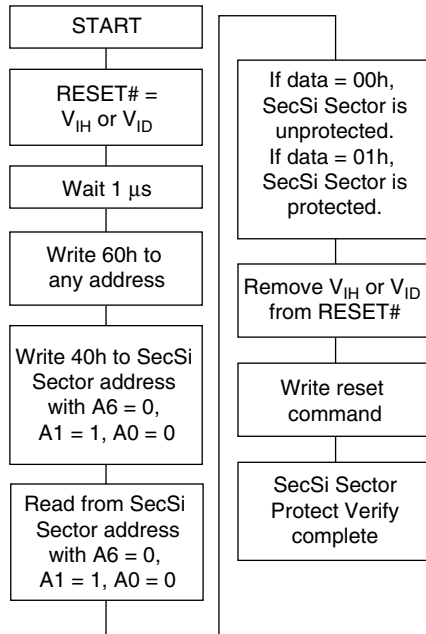 START
RESET# =
V_IH or V_ID
Wait 1 μs
Write 60h to
any address
Write 40h to SecSi
Sector address
with A6 = 0,
A1 = 1, A0 = 0
Read from SecSi
Sector address
with A6 = 0,
A1 = 1, A0 = 0
If data = 00h,
SecSi Sector is
unprotected.
If data = 01h,
SecSi Sector is
protected.
Remove V_IH or V_ID
from RESET#
Write reset
command
SecSi Sector
Protect Verify
complete